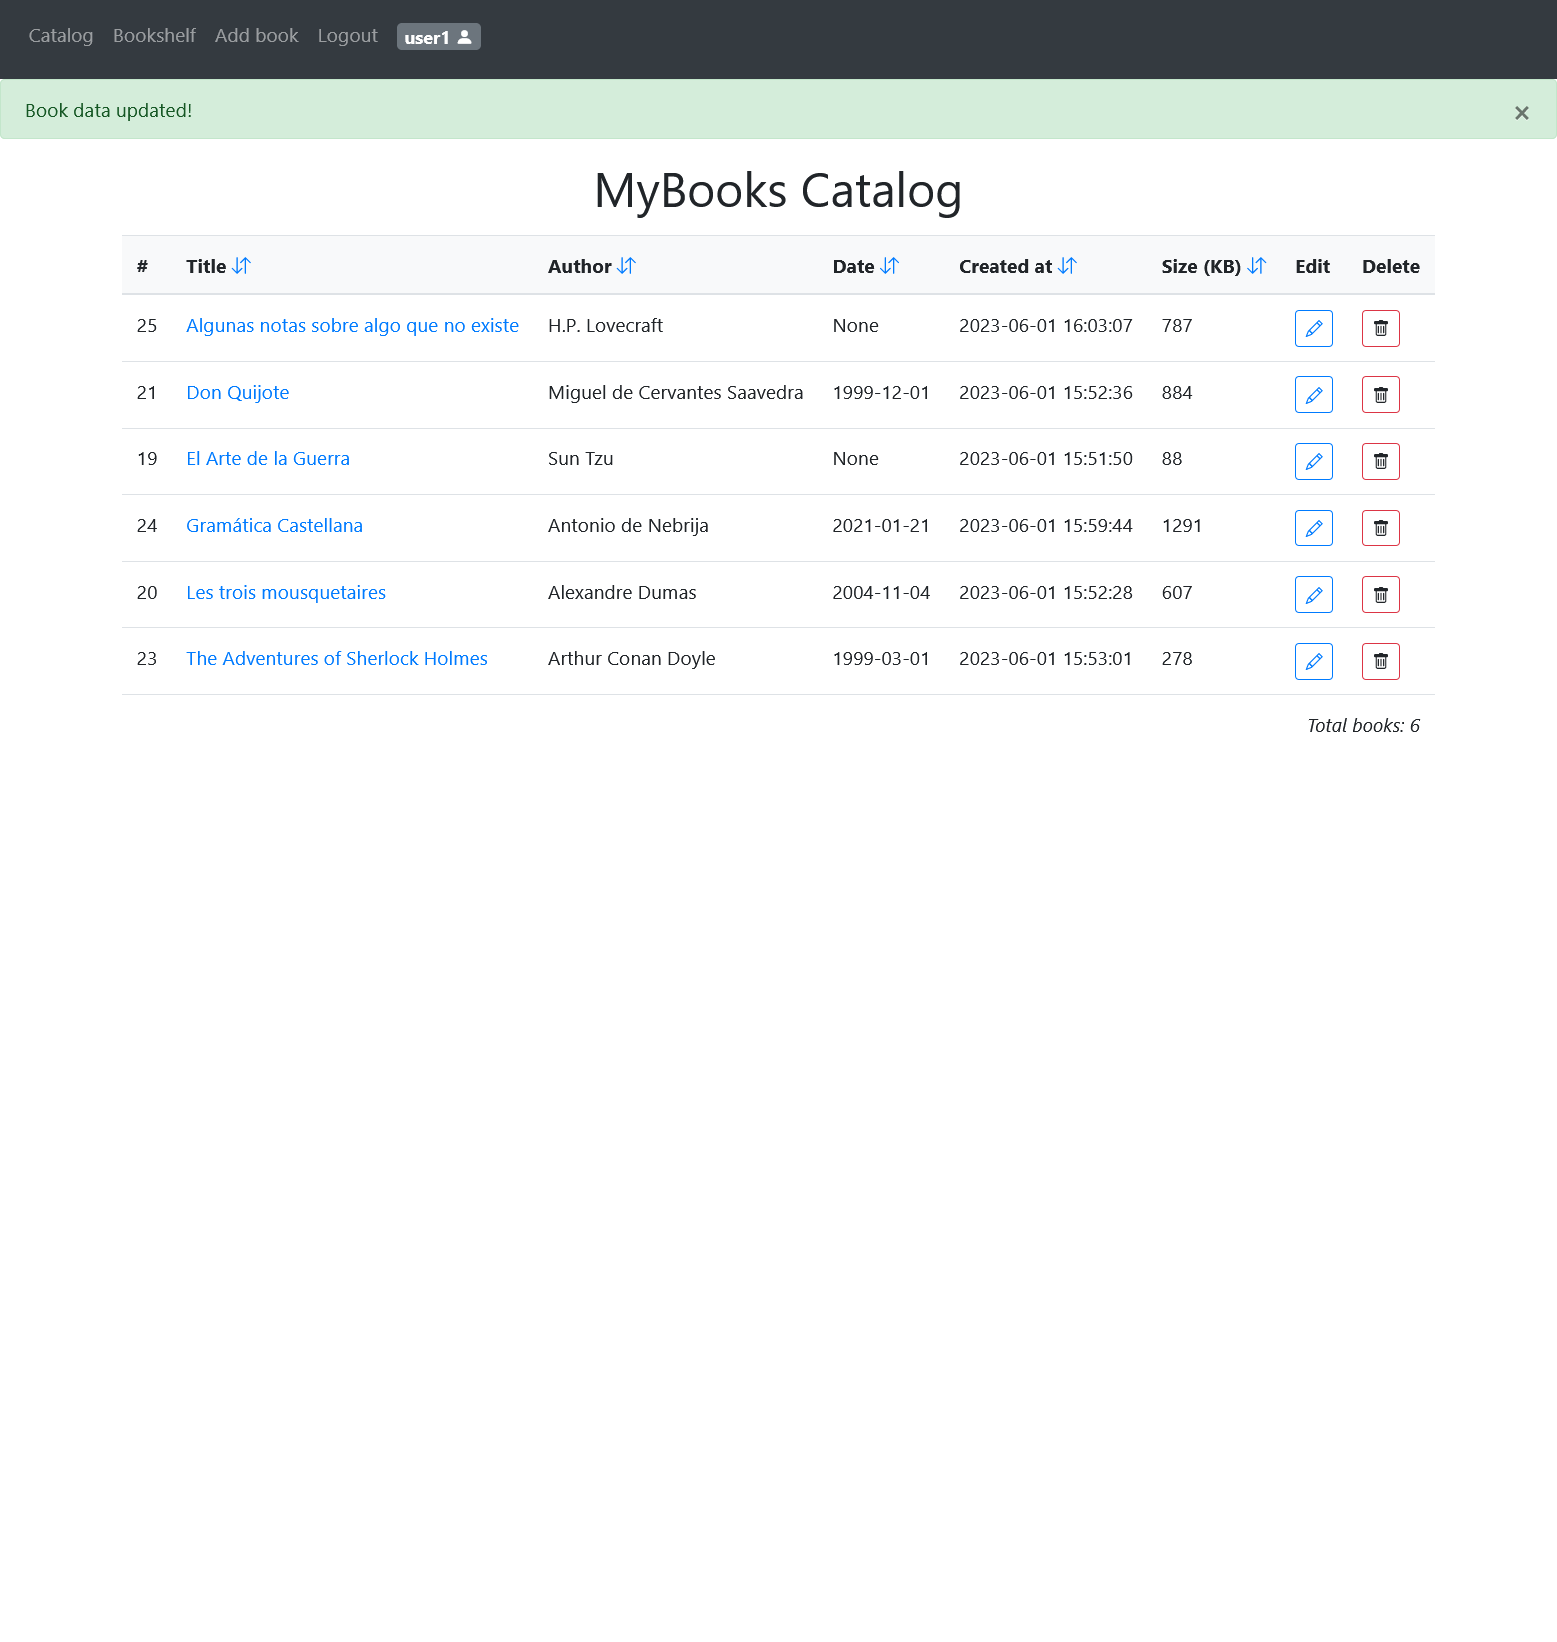 Catalog Bookshelf Add book Logout user1
Book data updated!
×
MyBooks Catalog
# Title Author Date Created at Size (KB) Edit Delete
25 Algunas notas sobre algo que no existe H.P. Lovecraft None 2023-06-01 16:03:07 787
21 Don Quijote Miguel de Cervantes Saavedra 1999-12-01 2023-06-01 15:52:36 884
19 El Arte de la Guerra Sun Tzu None 2023-06-01 15:51:50 88
24 Gramática Castellana Antonio de Nebrija 2021-01-21 2023-06-01 15:59:44 1291
20 Les trois mousquetaires Alexandre Dumas 2004-11-04 2023-06-01 15:52:28 607
23 The Adventures of Sherlock Holmes Arthur Conan Doyle 1999-03-01 2023-06-01 15:53:01 278
Total books: 6